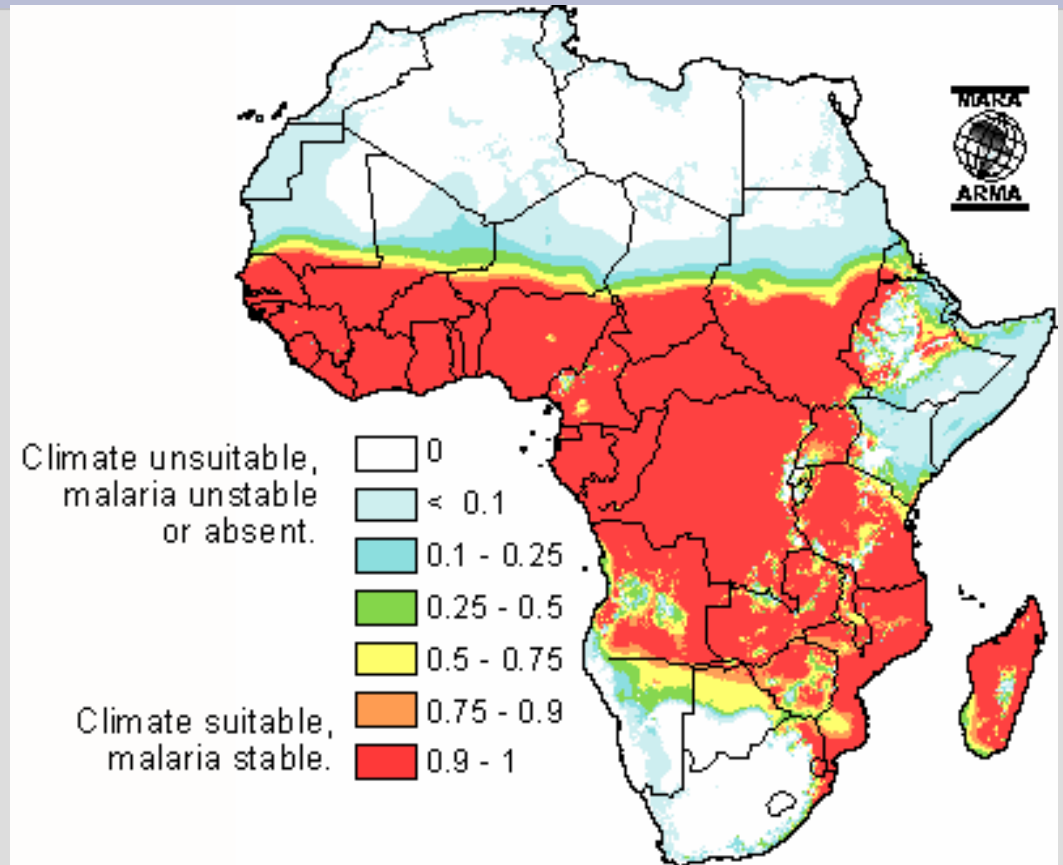 MARA
ARMA
Climate unsuitable,
malaria unstable
or absent.
0
< 0.1
0.1 - 0.25
0.25 - 0.5
0.5 - 0.75
0.75 - 0.9
0.9 - 1
Climate suitable,
malaria stable.